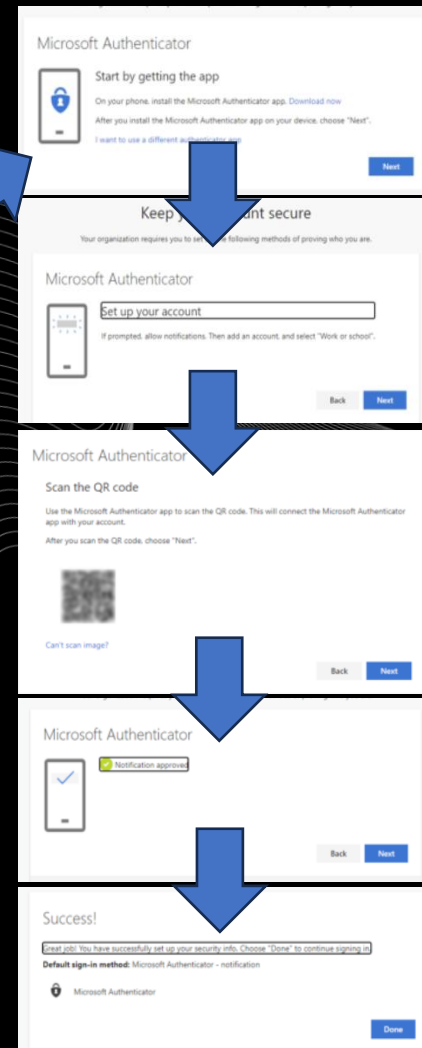 Microsoft Authenticator
Start by getting the app
On your phone, install the Microsoft Authenticator app. Download now
After you install the Microsoft Authenticator app on your device, choose "Next".
I want to use a different authenticator app
Next
Keep unt secure
Your organization requires you to set following methods of proving who you are.
Microsoft Authenticator
Set up your account
If prompted, allow notifications. Then add an account, and select "Work or school".
Back Next
Microsoft Authenticator
Scan the QR code
Use the Microsoft Authenticator app to scan the QR code. This will connect the Microsoft Authenticator
app with your account.
After you scan the QR code, choose "Next".
Can't scan image?
Back Next
Microsoft Authenticator
Notification approved
Back Next
Success!
Great job! You have successfully set up your security info. Choose "Done" to continue signing in.
Default sign-in method: Microsoft Authenticator - notification
Microsoft Authenticator
Done